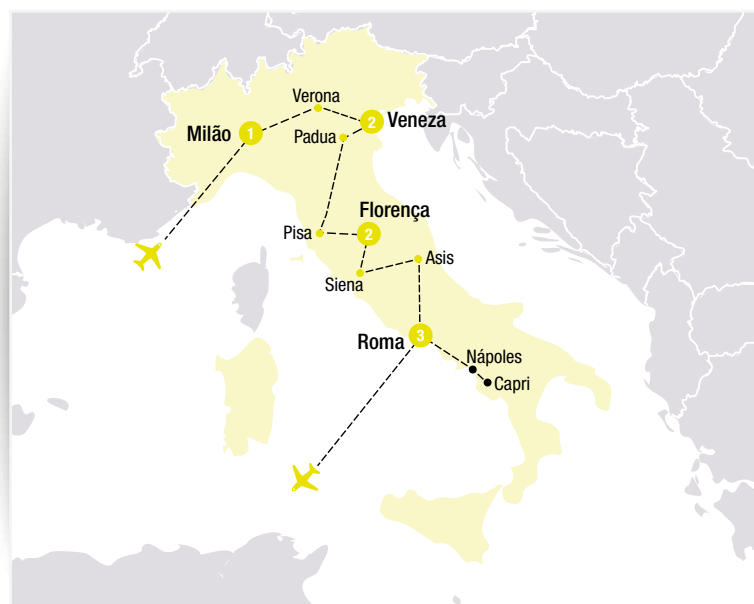 Verona
Milão 1
2 Veneza
Padua
Florença
Pisa
2
Asis
Siena
Roma 3
Nápoles
Capri